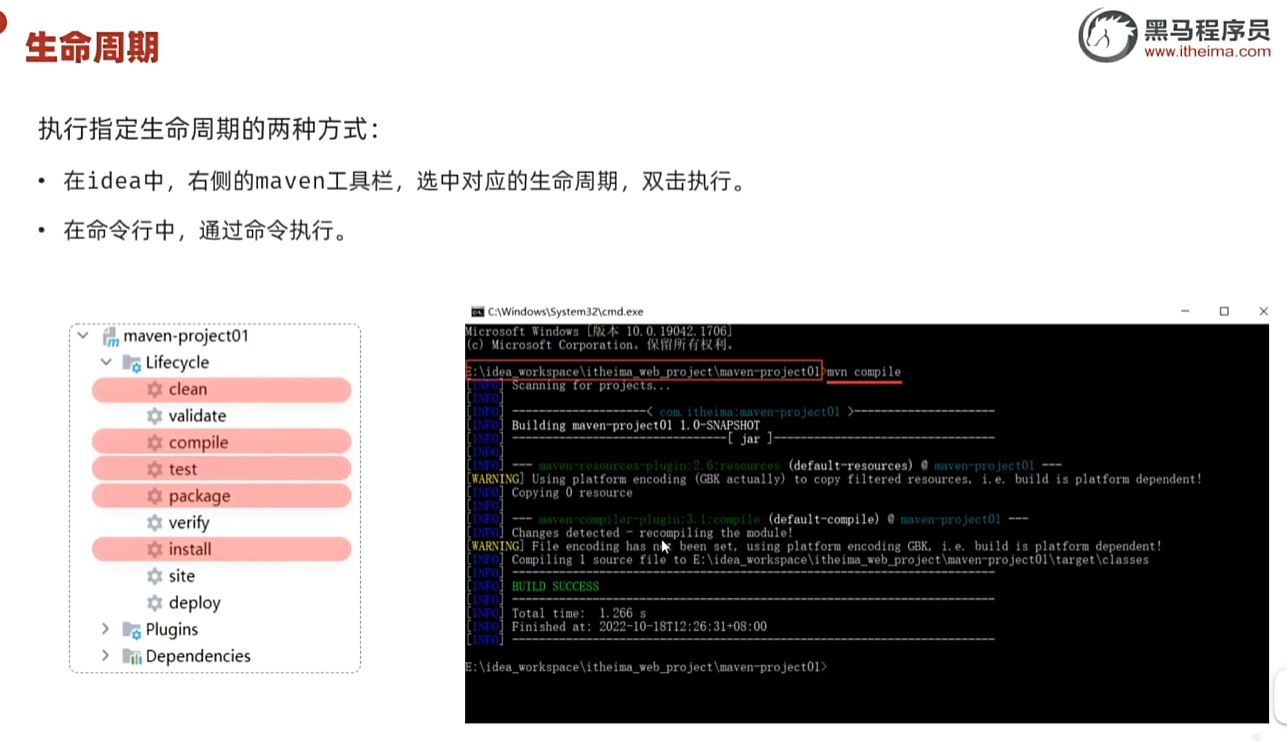 生命周期
黑马程序员
www.itheima.com
执行指定生命周期的两种方式：
• 在idea中，右侧的maven工具栏，选中对应的生命周期，双击执行。
• 在命令行中，通过命令执行。
maven-project01
Lifecycle
clean
validate
compile
test
package
verify
install
site
deploy
Plugins
Dependencies
C:\Windows\System32\cmd.exe
Microsoft Windows [版本 10.0.19042.1706]
(c) Microsoft Corporation。保留所有权利。
E:\idea_workspace\itheima_web_project\maven-project01>mvn compile
[INFO] Scanning for projects...
[INFO]
[INFO] --------------------< com.itheima:maven-project01 >---------------------
[INFO] Building maven-project01 1.0-SNAPSHOT
[INFO] --------------------------------[ jar ]---------------------------------
[INFO]
[INFO] --- maven-resources-plugin:2.6:resources (default-resources) @ maven-project01 ---
[WARNING] Using platform encoding (GBK actually) to copy filtered resources, i.e. build is platform dependent!
[INFO] Copying 0 resource
[INFO]
[INFO] --- maven-compiler-plugin:3.1:compile (default-compile) @ maven-project01 ---
[INFO] Changes detected - recompiling the module!
[WARNING] File encoding has not been set, using platform encoding GBK, i.e. build is platform dependent!
[INFO] Compiling 1 source file to E:\idea_workspace\itheima_web_project\maven-project01\target\classes
[INFO] ------------------------------------------------------------------------
[INFO] BUILD SUCCESS
[INFO] ------------------------------------------------------------------------
[INFO] Total time:  1.266 s
[INFO] Finished at: 2022-10-18T12:26:31+08:00
[INFO] ------------------------------------------------------------------------
E:\idea_workspace\itheima_web_project\maven-project01>